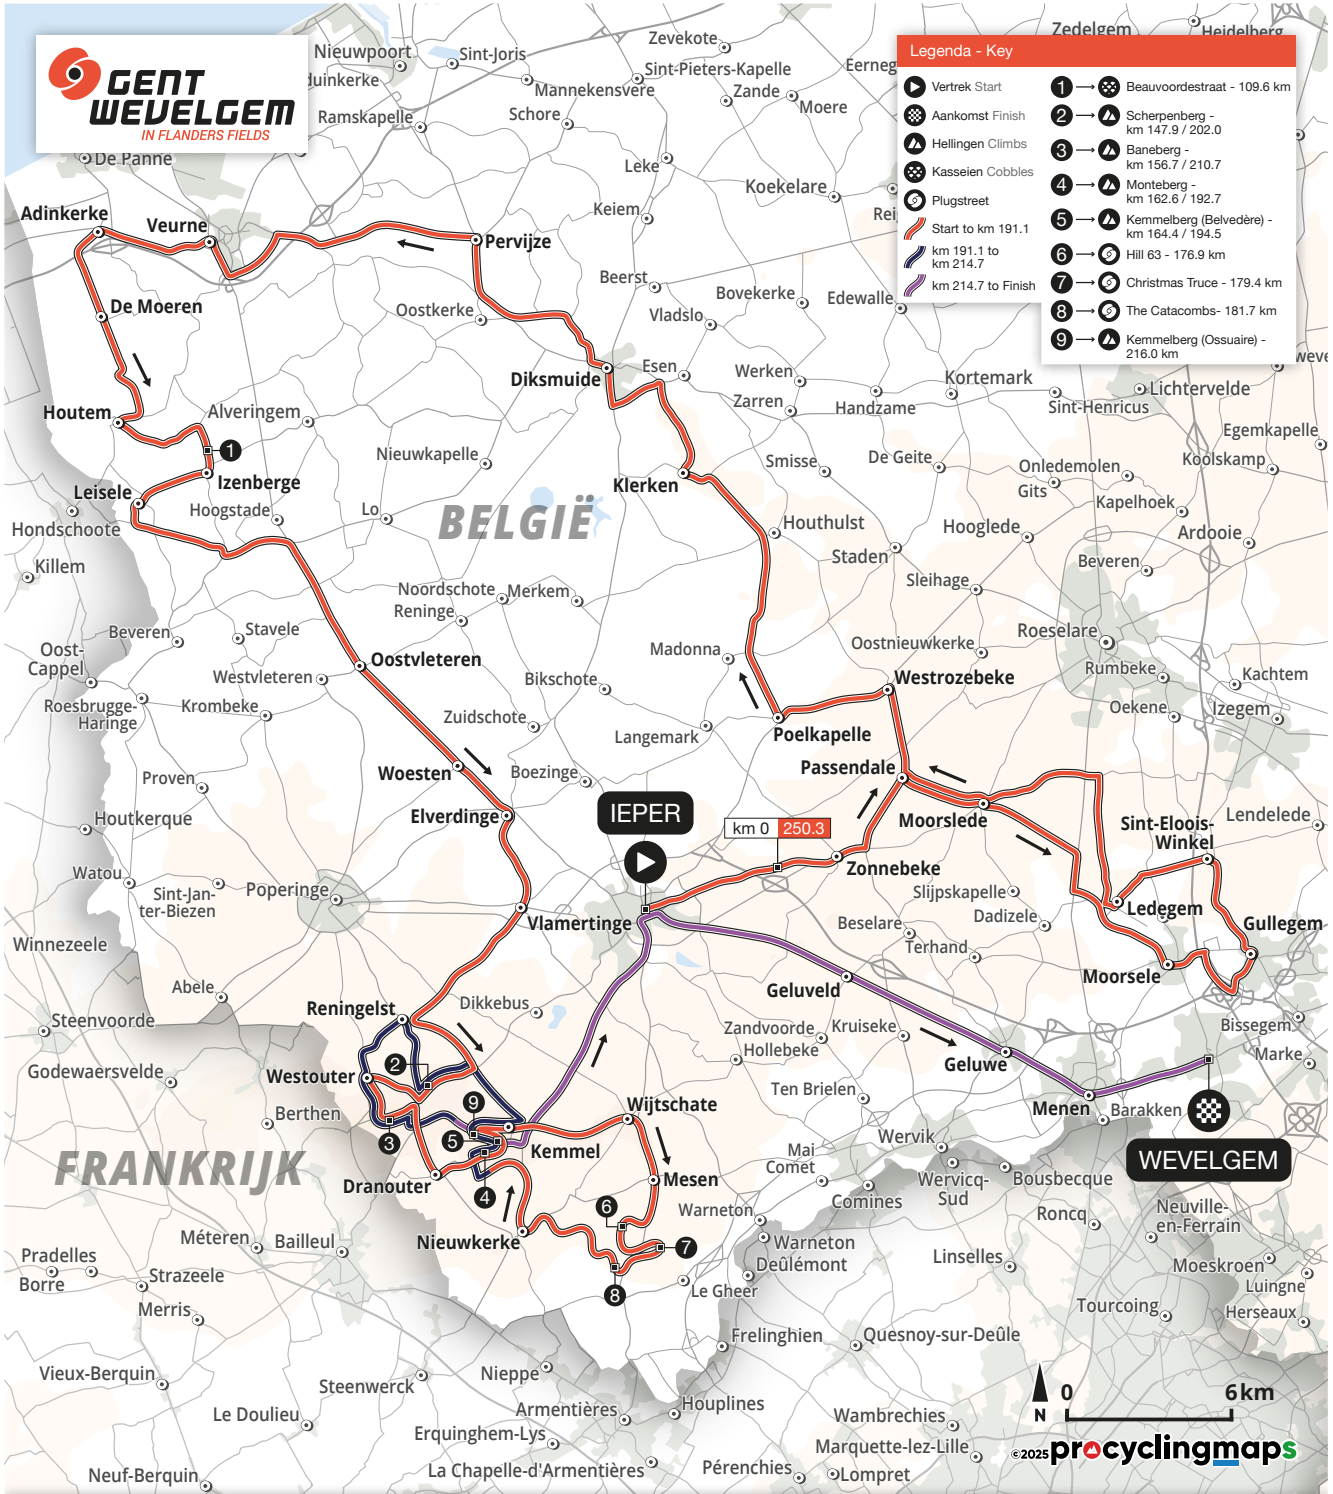 GENT
WEVELGEM
IN FLANDERS FIELDS
Legenda - Key
Vertrek Start
Aankomst Finish
Hellingen Climbs
Kasseien Cobbles
Plugstreet
Start to km 191.1
km 191.1 to
km 214.7
km 214.7 to Finish
1 → Beauvoordestraat - 109.6 km
2 → Scherpenberg -
km 147.9 / 202.0
3 → Baneberg -
km 156.7 / 210.7
4 → Monteberg -
km 162.6 / 192.7
5 → Kemmelberg (Belvedère) -
km 164.4 / 194.5
6 → Hill 63 - 176.9 km
7 → Christmas Truce - 179.4 km
8 → The Catacombs- 181.7 km
9 → Kemmelberg (Ossuaire) -
216.0 km
Zedelgem
Heidelberg
Zevekote
Nieuwpoort
Sint-Joris
Sint-Pieters-Kapelle
Eerneg
duinkerke
Mannekensvere
Zande
Moere
Ramskapelle
Schore
De Panne
Leke
Koekelare
Keiem
Adinkerke
Veurne
Pervijze
Beerst
Bovekerke
Edewalle
De Moeren
Oostkerke
Vladslo
Diksmuide
Esen
Werken
Kortemark
Lichtervelde
Zarren
Handzame
Sint-Henricus
Houtem
Alveringem
Egemkapelle
1
Nieuwkapelle
Smisse
De Geite
Onledemolen
Koolskamp
Izenberge
Klerken
Gits
Kapelhoek
Leisele
Hoogstade
Lo
BELGIË
Houthulst
Hooglede
Ardooie
Hondschoote
Staden
Beveren
Killem
Sleihage
Noordschote
Merkem
Reninge
Beveren
Stavele
Oostnieuwkerke
Roeselare
Oost-
Cappel
Oostvleteren
Madonna
Rumbeke
Kachtem
Westvleteren
Bikschote
Westrozebeke
Roesbrugge-
Haringe
Krombeke
Zuidschote
Oekene
Izegem
Langemark
Poelkapelle
Proven
Woesten
Boezinge
Passendale
Houtkerque
Elverdinge
IEPER
Moorslede
Lendelede
km 0
250.3
Sint-Eloois-
Winkel
Zonnebeke
Watou
Sint-Jan-
ter-Biezen
Poperinge
Slijpskapelle
Ledegem
Vlamertinge
Beselare
Dadizele
Gullegem
Winnezeele
Terhand
Moorsele
Abele
Geluveld
Reningelst
Dikkebus
Steenvoorde
Zandvoorde
Kruiseke
Bissegem
Hollebeke
Godewaersvelde
Westouter
2
Geluwe
Marke
Ten Brielen
Berthen
9
Wijtschate
Menen
Barakken
3
5
Kemmel
Wervik
WEVELGEM
FRANKRIJK
Dranouter
4
Mesen
Mai
Comet
Wervicq-
Sud
Bousbecque
Comines
6
Warneton
Neuville-
en-Ferrain
Roncq
Nieuwkerke
7
Méteren
Bailleul
Warneton
Deûlémont
Linselles
Moeskroen
Pradelles
Borre
Strazeele
8
Le Gheer
Luingne
Merris
Tourcoing
Herseaux
Frelinghien
Quesnoy-sur-Deûle
Vieux-Berquin
Nieppe
Steenwerck
0
6 km
N
Armentières
Houplines
Le Doulieu
Wambrechies
Erquinghem-Lys
Marquette-lez-Lille
©2025 procyclingmaps
Neuf-Berquin
La Chapelle-d'Armentières
Pérenchies
Lompret